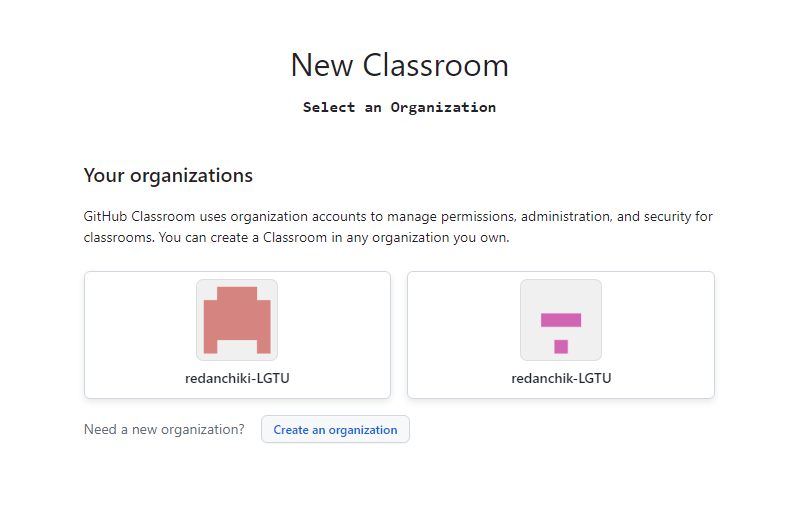 New Classroom
Select an Organization
Your organizations
GitHub Classroom uses organization accounts to manage permissions, administration, and security for
classrooms. You can create a Classroom in any organization you own.
redanchiki-LGTU
redanchik-LGTU
Need a new organization?
Create an organization